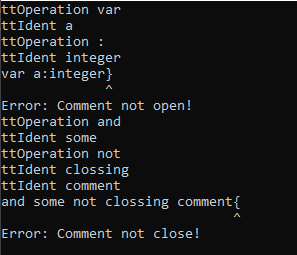 ttOperation var
ttIdent a
ttOperation :
ttIdent integer
var a:integer}
^
Error: Comment not open!
ttOperation and
ttIdent some
ttOperation not
ttIdent clossing
ttIdent comment
and some not clossing comment{
^
Error: Comment not close!